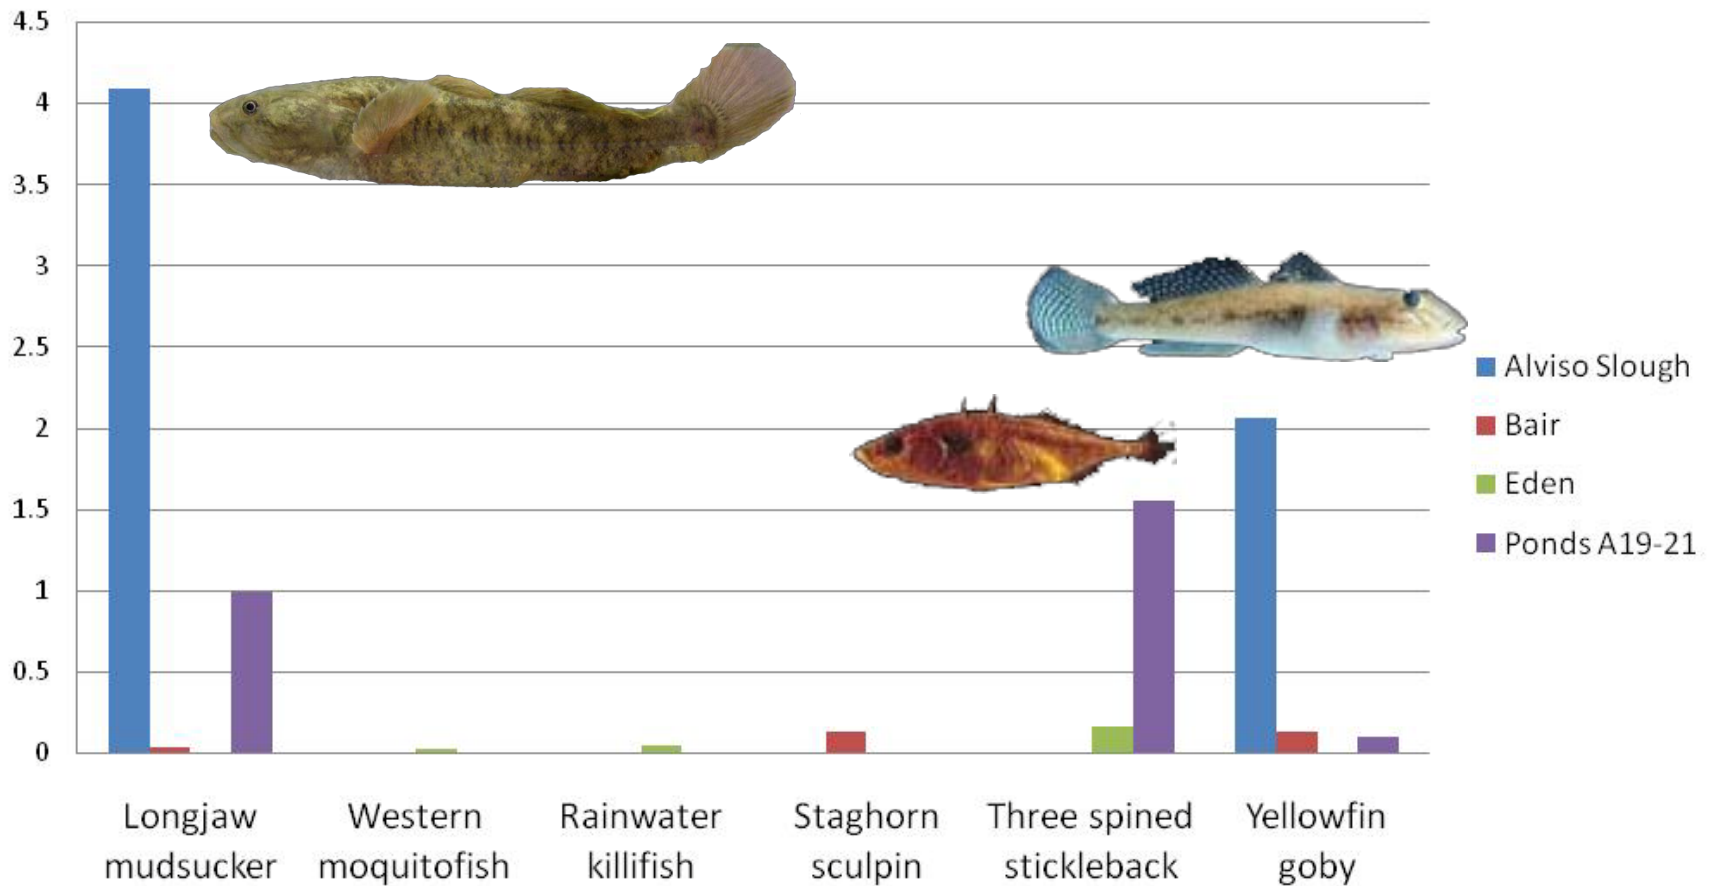 4.5
4
3.5
3
2.5
2
1.5
1
0.5
0
Longjaw
mudsucker
Western
moquitofish
Rainwater
killifish
Staghorn
sculpin
Three spined
stickleback
Yellowfin
goby
Alviso Slough
Bair
Eden
Ponds A19-21